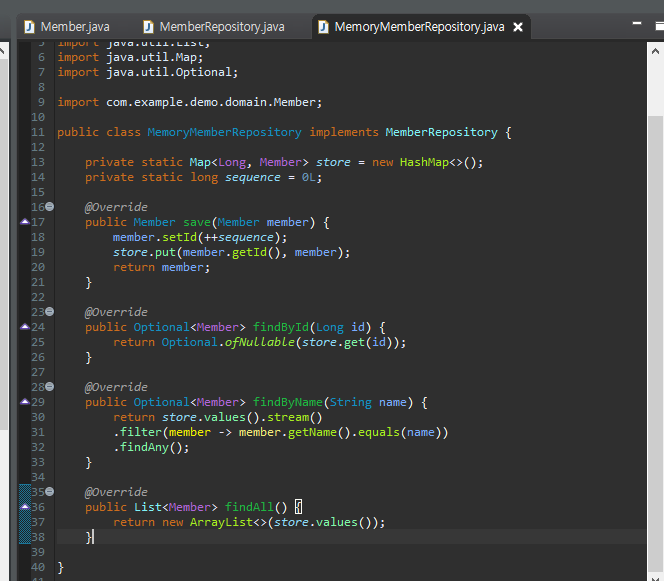 Member.java MemberRepository.java MemoryMemberRepository.java
5 import java.util.List;
6 import java.util.Map;
7 import java.util.Optional;
8
9 import com.example.demo.domain.Member;
10
11 public class MemoryMemberRepository implements MemberRepository {
12
13 private static Map<Long, Member> store = new HashMap<>();
14 private static long sequence = 0L;
15
16 @Override
17 public Member save(Member member) {
18 member.setId(++sequence);
19 store.put(member.getId(), member);
20 return member;
21 }
22
23 @Override
24 public Optional<Member> findById(Long id) {
25 return Optional.ofNullable(store.get(id));
26 }
27
28 @Override
29 public Optional<Member> findByName(String name) {
30 return store.values().stream()
31 .filter(member -> member.getName().equals(name))
32 .findAny();
33 }
34
35 @Override
36 public List<Member> findAll() {
37 return new ArrayList<>(store.values());
38 }
39
40 }
41